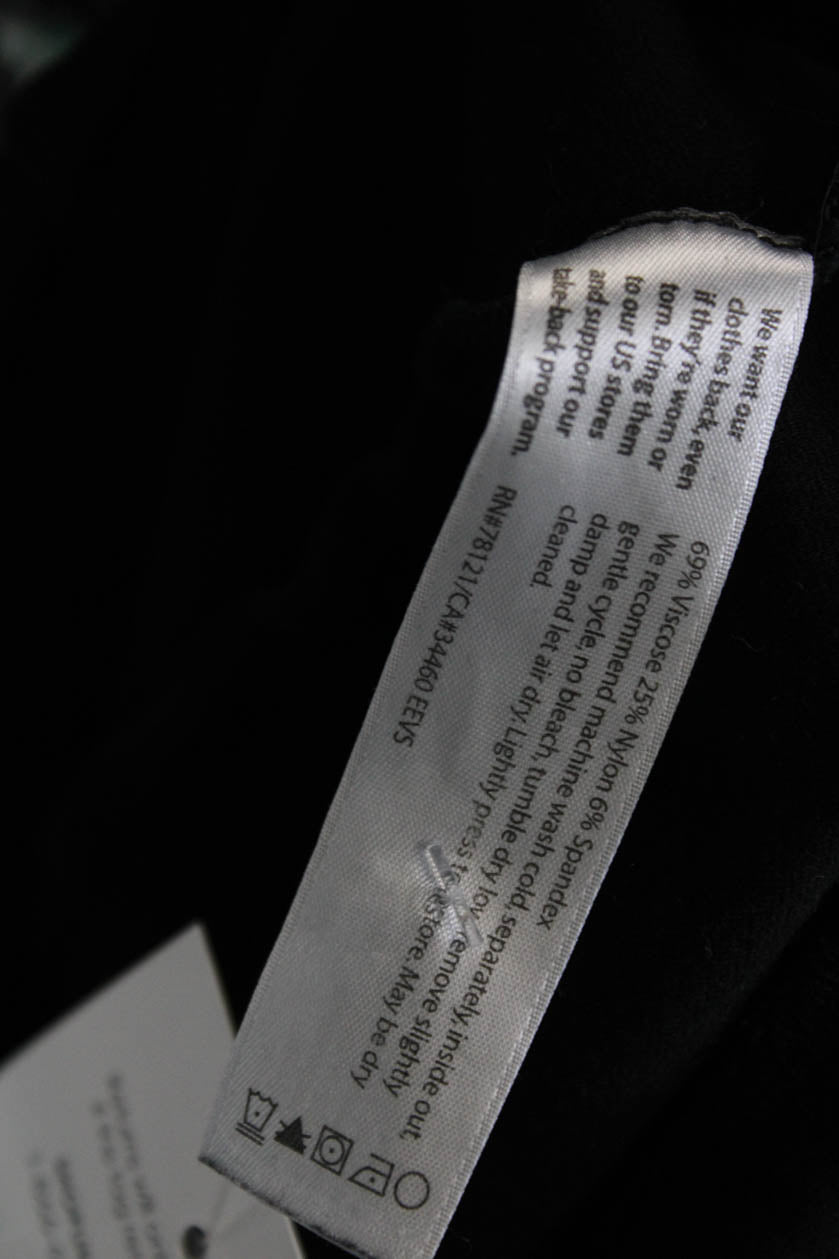 We want our
clothes back, even
if they're worn or
torn. Bring them
to our US stores
and support our
take-back program.
69% Viscose 25% Nylon 6% Spandex
We recommend machine wash cold, separately, inside out,
gentle cycle, no bleach, tumble dry low, remove slightly
damp and let air dry. Lightly press to restore. May be dry
cleaned.
RN#78121/CA#34460 EEVS